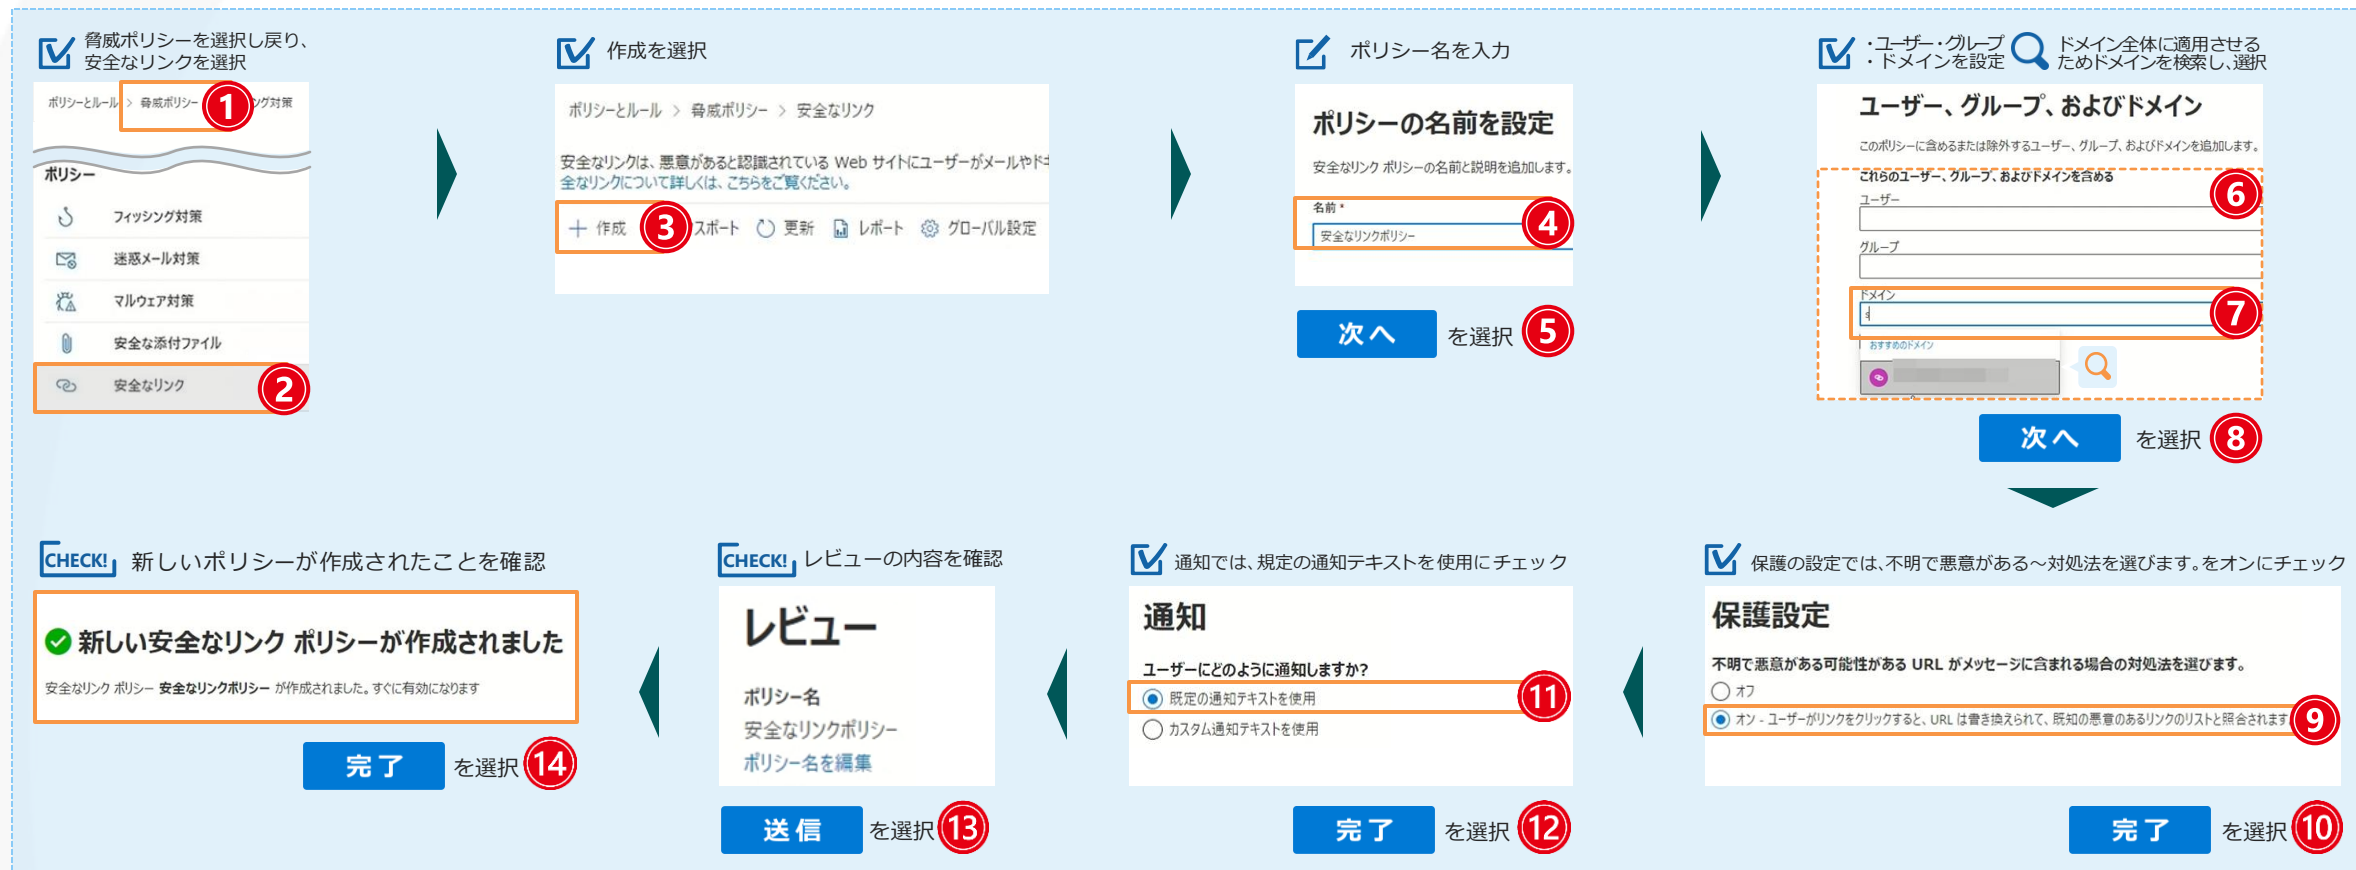 脅威ポリシーを選択し戻り、
安全なリンクを選択
ポリシーとルール > 脅威ポリシー
ング対策
1
ポリシー
フィッシング対策
迷惑メール対策
マルウェア対策
安全な添付ファイル
安全なリンク
2
作成を選択
ポリシーとルール > 脅威ポリシー > 安全なリンク
安全なリンクは、悪意があると認識されている Web サイトにユーザーがメールやドキ
全なリンクについて詳しくは、こちらをご覧ください。
作成 3 スポート 更新 レポート グローバル設定
ポリシー名を入力
ポリシーの名前を設定
安全なリンク ポリシーの名前と説明を追加します。
名前 *
安全なリンクポリシー
4
次へ を選択 5
・ユーザー・グループ
・ドメインを設定
ドメイン全体に適用させる
ためドメインを検索し、選択
ユーザー、グループ、およびドメイン
このポリシーに含めるまたは除外するユーザー、グループ、およびドメインを追加します。
これらのユーザー、グループ、およびドメインを含める
6
ユーザー
グループ
ドメイン
s
7
おすすめのドメイン
次へ を選択 8
保護の設定では、不明で悪意がある～対処法を選びます。をオンにチェック
保護設定
不明で悪意がある可能性がある URL がメッセージに含まれる場合の対処法を選びます。
オフ
オン - ユーザーがリンクをクリックすると、URL は書き換えられて、既知の悪意のあるリンクのリストと照合されます
9
完了 を選択 10
通知では、規定の通知テキストを使用にチェック
通知
ユーザーにどのように通知しますか?
既定の通知テキストを使用
11
カスタム通知テキストを使用
完了 を選択 12
CHECK! レビューの内容を確認
レビュー
ポリシー名
安全なリンクポリシー
ポリシー名を編集
送信 を選択 13
CHECK! 新しいポリシーが作成されたことを確認
新しい安全なリンク ポリシーが作成されました
安全なリンク ポリシー 安全なリンクポリシー が作成されました。すぐに有効になります
完了 を選択 14